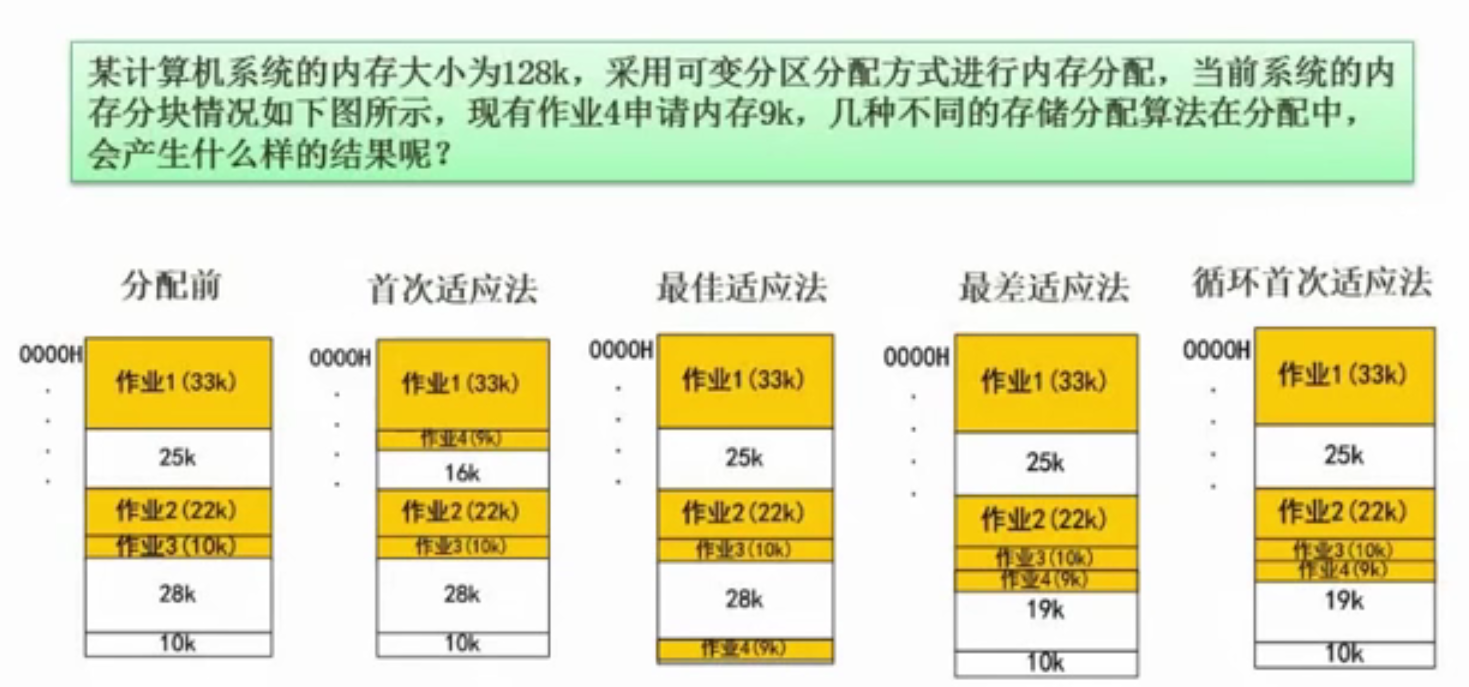 某计算机系统的内存大小为128k，采用可变分区分配方式进行内存分配，当前系统的内
存分块情况如下图所示，现有作业4申请内存9k，几种不同的存储分配算法在分配中，
会产生什么样的结果呢？
分配前
0000H
作业1(33k)
25k
作业2(22k)
作业3(10k)
28k
10k
首次适应法
0000H
作业1(33k)
作业4(9k)
16k
作业2(22k)
作业3(10k)
28k
10k
最佳适应法
0000H
作业1(33k)
25k
作业2(22k)
作业3(10k)
28k
作业4(9k)
最差适应法
0000H
作业1(33k)
25k
作业2(22k)
作业3(10k)
作业4(9k)
19k
10k
循环首次适应法
0000H
作业1(33k)
25k
作业2(22k)
作业3(10k)
作业4(9k)
19k
10k